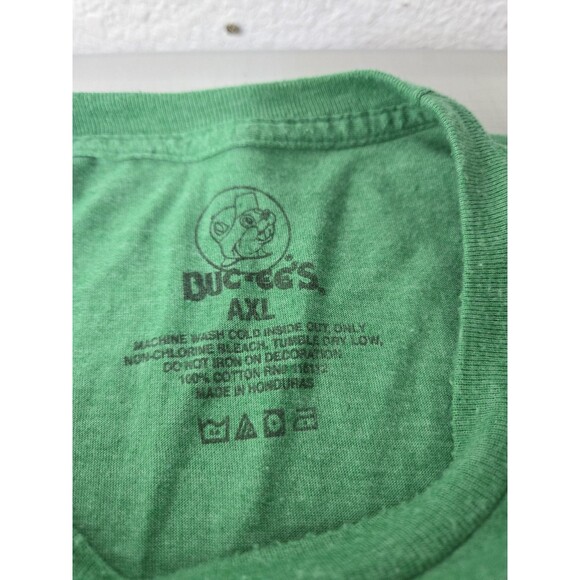 BUC-EE'S
AXL
MACHINE WASH COLD INSIDE OUT, ONLY
NON-CHLORINE BLEACH, TUMBLE DRY LOW,
DO NOT IRON ON DECORATION
100% COTTON RN#
MADE IN HONDURAS